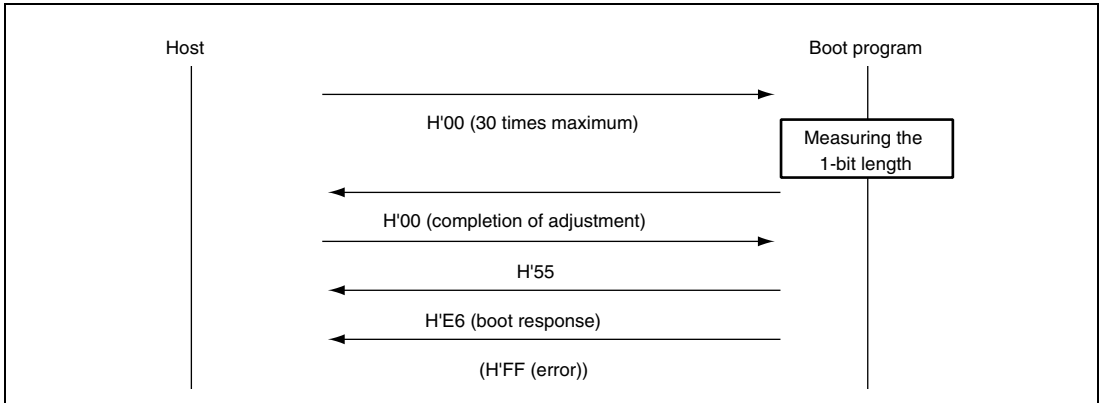 Host
Boot program
H'00 (30 times maximum)
Measuring the
1-bit length
H'00 (completion of adjustment)
H'55
H'E6 (boot response)
(H'FF (error))